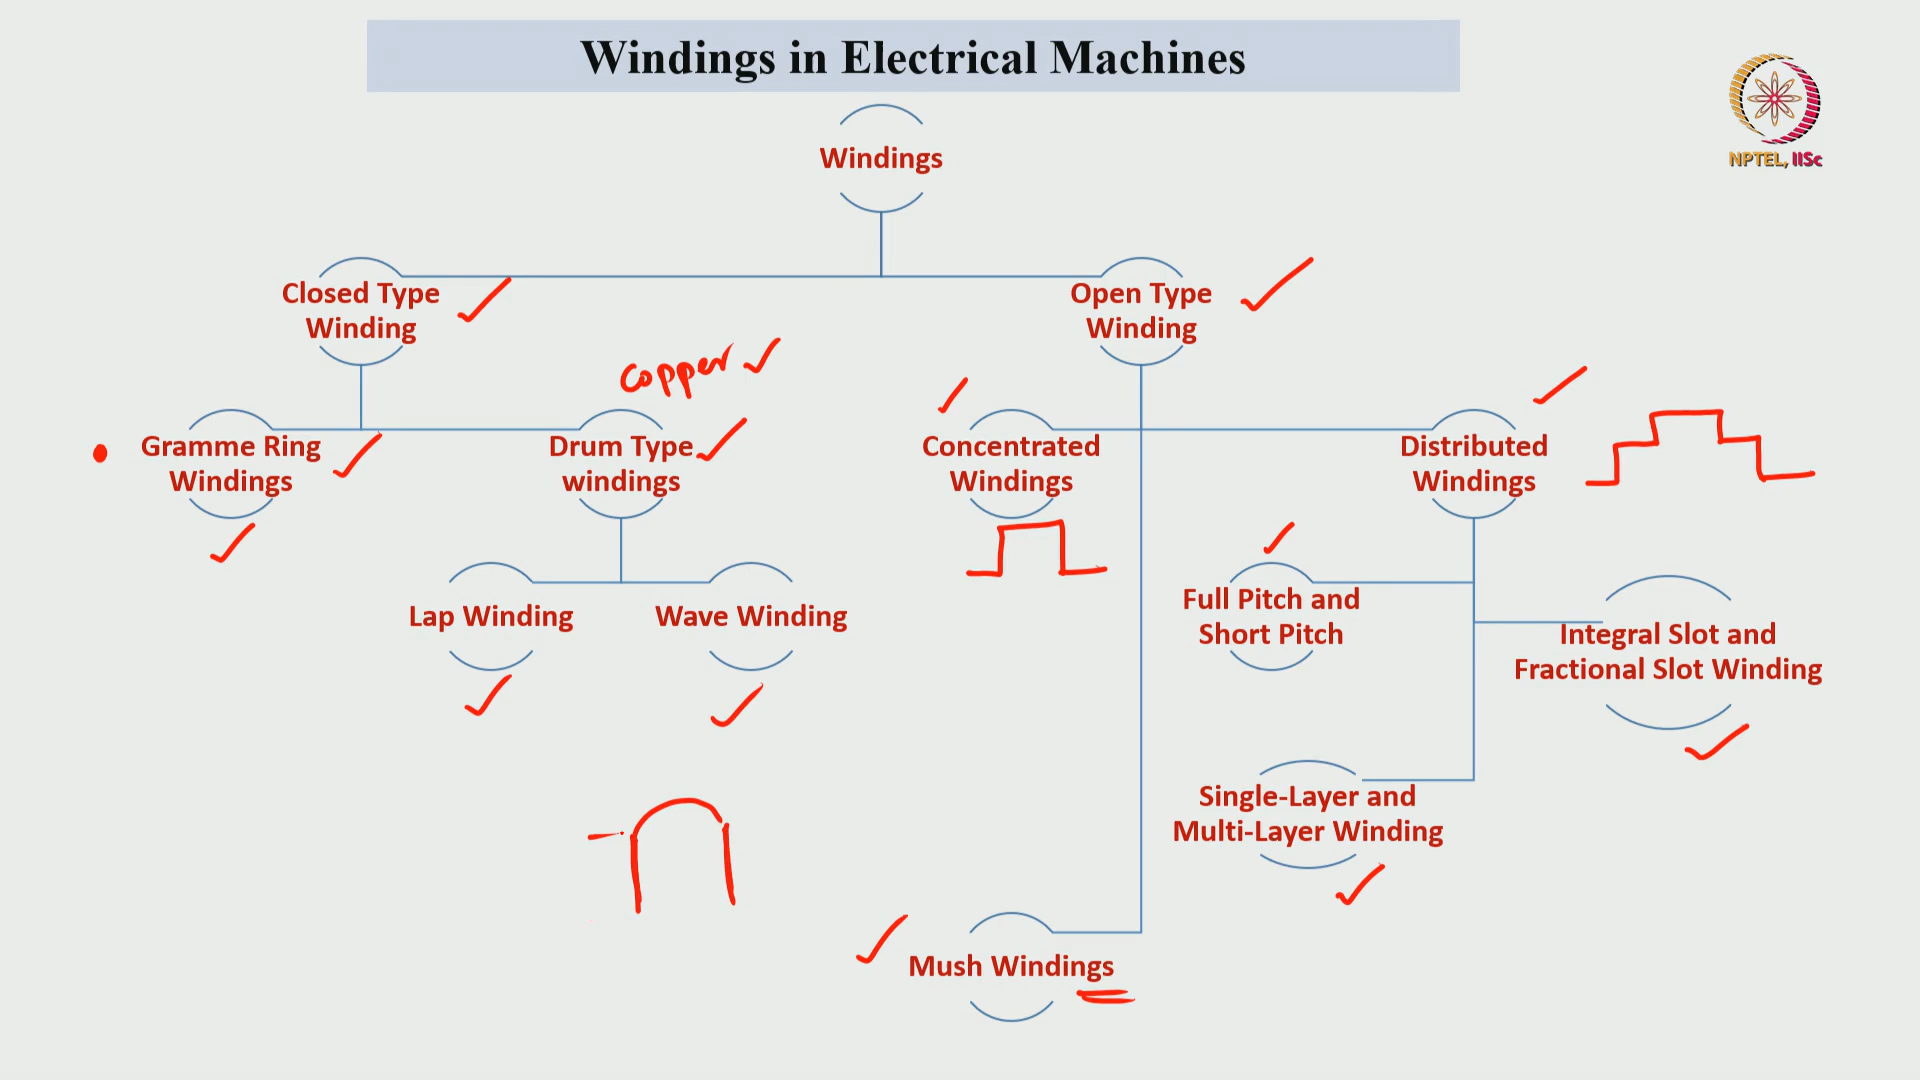 Windings in Electrical Machines
NPTEL, IISc
Windings
Closed Type
Winding
Open Type
Winding
Copper
Gramme Ring
Windings
Drum Type
windings
Concentrated
Windings
Distributed
Windings
Lap Winding
Wave Winding
Full Pitch and
Short Pitch
Integral Slot and
Fractional Slot Winding
Single-Layer and
Multi-Layer Winding
Mush Windings